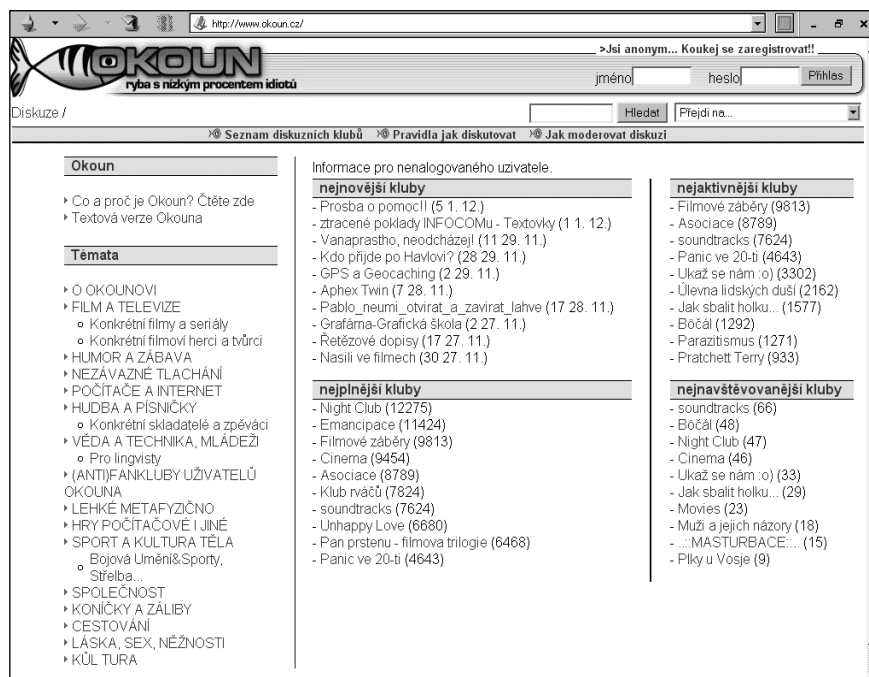 http://www.okoun.cz/
>Jsi anonym... Koukej se zaregistrovat!!
OKOUN
ryba s nízkým procentem idiotů
jméno heslo Přihlas
Diskuze / Hledat Přejdi na...
Seznam diskuzních klubů Pravidla jak diskutovat Jak moderovat diskuzi
Okoun
Co a proč je Okoun? Čtěte zde
Textová verze Okouna
Témata
O OKOUNOVI
FILM A TELEVIZE
Konkrétní filmy a seriály
Konkrétní filmoví herci a tvůrci
HUMOR A ZÁBAVA
NEZÁVAZNÉ TLACHÁNÍ
POČÍTAČE A INTERNET
HUDBA A PÍSNIČKY
Konkrétní skladatelé a zpěváci
VĚDA A TECHNIKA, MLÁDEŽI
Pro lingvisty
(ANTI)FANKLUBY UŽIVATELŮ
OKOUNA
LEHKÉ METAFYZIČNO
HRY POČÍTAČOVÉ I JINÉ
SPORT A KULTURA TĚLA
Bojová Umění&Sporty,
Střelba...
SPOLEČNOST
KONÍČKY A ZÁLIBY
CESTOVÁNÍ
LÁSKA, SEX, NĚŽNOSTI
KŮL TURA
Informace pro nenalogovaného uzivatele.
nejnovější kluby
- Prosba o pomoc!! (5 1. 12.)
- ztracené poklady INFOCOMu - Textovky (1 1. 12.)
- Vanaprastho, neodcházej! (11 29. 11.)
- Kdo přijde po Havlovi? (28 29. 11.)
- GPS a Geocaching (2 29. 11.)
- Aphex Twin (7 28. 11.)
- Pablo_neumi_otvirat_a_zavirat_lahve (17 28. 11.)
- Grafárna-Grafická škola (2 27. 11.)
- Řetězové dopisy (17 27. 11.)
- Nasili ve filmech (30 27. 11.)
nejplnější kluby
- Night Club (12275)
- Emancipace (11424)
- Filmové záběry (9813)
- Cinema (9454)
- Asociace (8789)
- Klub rváčů (7824)
- soundtracks (7624)
- Unhappy Love (6680)
- Pan prstenu - filmova trilogie (6468)
- Panic ve 20-ti (4643)
nejaktivnější kluby
- Filmové záběry (9813)
- Asociace (8789)
- soundtracks (7624)
- Panic ve 20-ti (4643)
- Ukaž se nám :o) (3302)
- Úlevna lidských duší (2162)
- Jak sbalit holku... (1577)
- Bôčál (1292)
- Parazitismus (1271)
- Pratchett Terry (933)
nejnavštěvovanější kluby
- soundtracks (66)
- Bôčál (48)
- Night Club (47)
- Cinema (46)
- Ukaž se nám :o) (33)
- Jak sbalit holku... (29)
- Movies (23)
- Muži a jejich názory (18)
- ..::MASTURBACE::.. (15)
- Plky u Vosje (9)